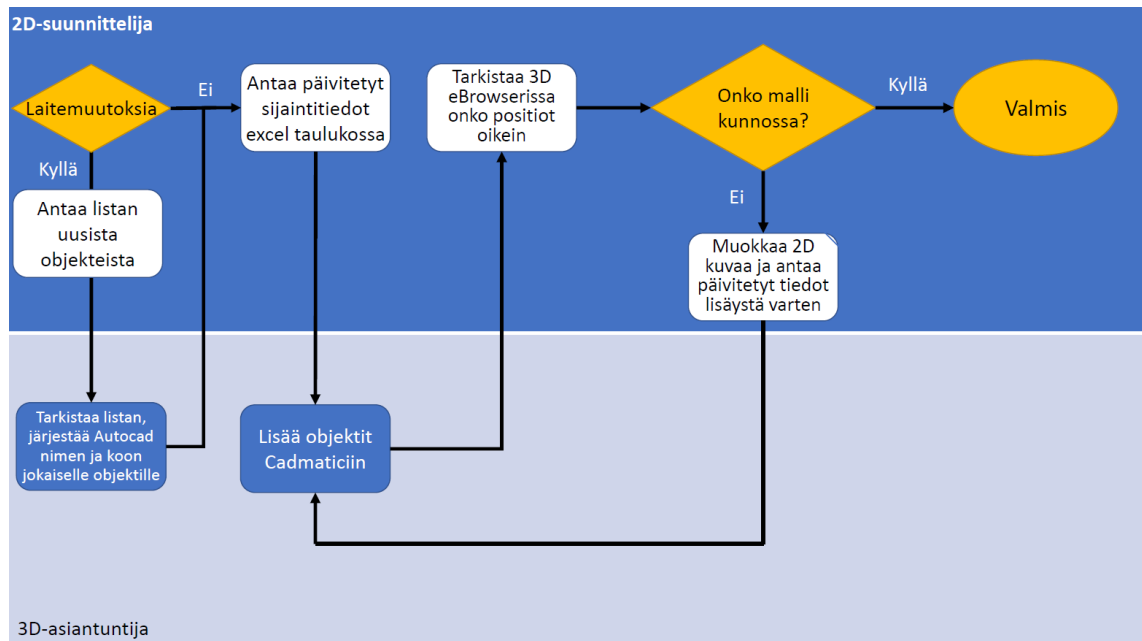 2D-suunnittelija
Laitemuutoksia
Ei
Kyllä
Antaa listan
uusista
objekteista
Antaa päivitetyt
sijaintitiedot
excel taulukossa
Tarkistaa 3D
eBrowserissa
onko positiot
oikein
Onko malli
kunnossa?
Kyllä
Valmis
Ei
Muokkaa 2D
kuvaa ja antaa
päivitetyt tiedot
lisäystä varten
Tarkistaa listan,
järjestää Autocad
nimen ja koon
jokaiselle objektille
Lisää objektit
Cadmaticiin
3D-asiantuntija